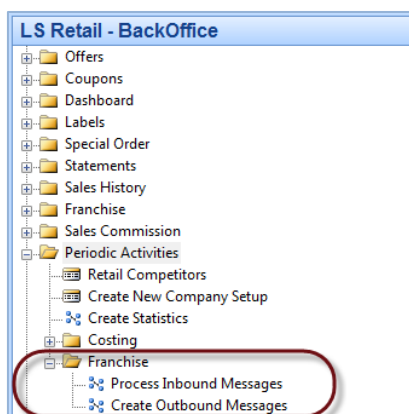 LS Retail - BackOffice
Offers
Coupons
Dashboard
Labels
Special Order
Statements
Sales History
Franchise
Sales Commission
Periodic Activities
Retail Competitors
Create New Company Setup
Create Statistics
Costing
Franchise
Process Inbound Messages
Create Outbound Messages